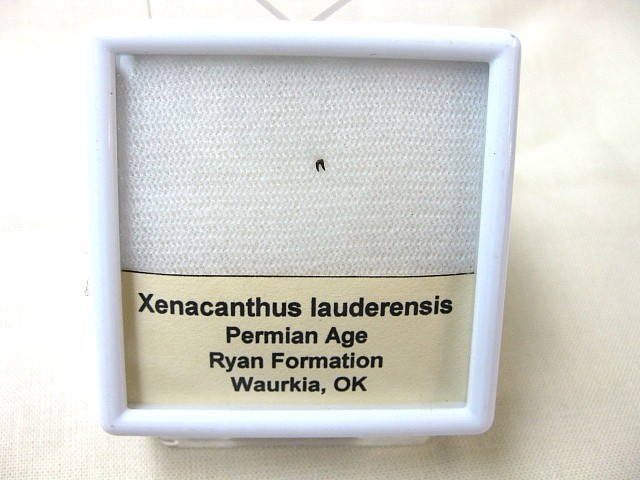 Xenacanthus lauderensis
Permian Age
Ryan Formation
Waurkia, OK